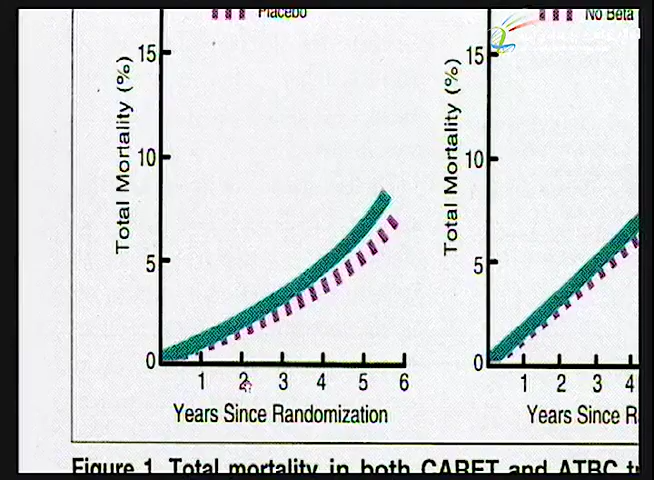 Placebo
No Beta
Total Mortality (%)
15
10
5
0
1 2 3 4 5 6
Years Since Randomization
Total Mortality (%)
15
10
5
0
1 2 3 4
Years Since R
Figure 1. Total mortality in both CARET and ATBC tr